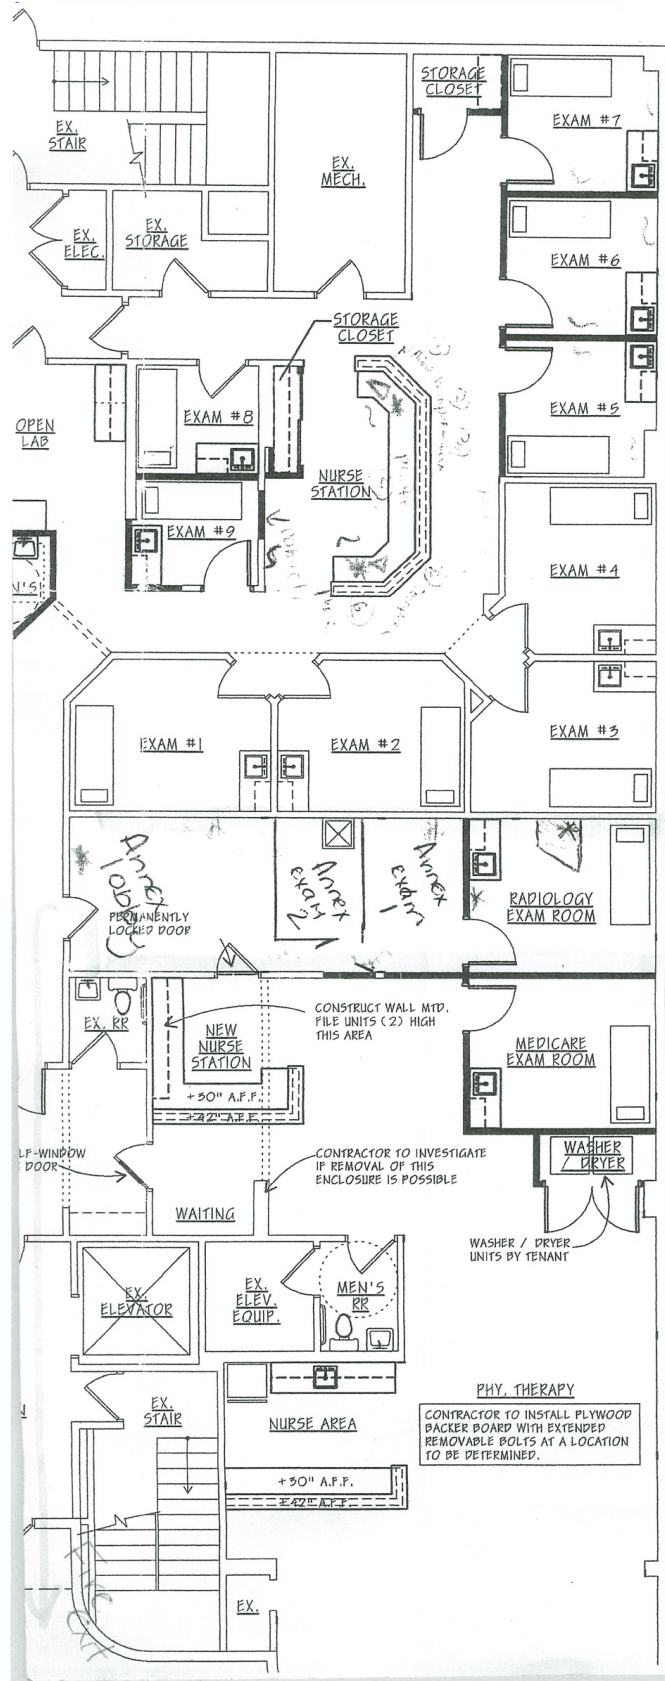 STORAGE
CLOSET
EXAM #7
EX.
STAIR
EX.
MECH.
EX.
ELEC.
EX.
STORAGE
EXAM #6
STORAGE
CLOSET
EXAM #8
EXAM #5
OPEN
LAB
NURSE
STATION
EXAM #9
EXAM #4
N'S
EXAM #1
EXAM #2
EXAM #3
Annex
lobby
Annex
exam
2
Annex
exam
1
PERMANENTLY
LOCKED DOOR
RADIOLOGY
EXAM ROOM
EX. RR
NEW
NURSE
STATION
CONSTRUCT WALL MTD.
FILE UNITS (2) HIGH
THIS AREA
MEDICARE
EXAM ROOM
+30" A.F.F.
+42" A.F.F.
LF-WINDOW
DOOR
CONTRACTOR TO INVESTIGATE
IF REMOVAL OF THIS
ENCLOSURE IS POSSIBLE
WASHER
/ DRYER
WAITING
WASHER / DRYER
UNITS BY TENANT
EX.
ELEVATOR
EX.
ELEV.
EQUIP.
MEN'S
RR
EX.
STAIR
NURSE AREA
PHY. THERAPY
CONTRACTOR TO INSTALL PLYWOOD
BACKER BOARD WITH EXTENDED
REMOVABLE BOLTS AT A LOCATION
TO BE DETERMINED.
+30" A.F.F.
+42" A.F.F.
Fire
EX.